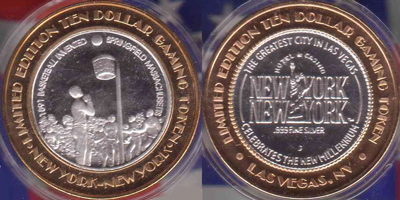 LIMITED EDITION TEN DOLLAR GAMING TOKEN
• NEW YORK-NEW YORK •
1891 BASKETBALL INVENTED
SPRINGFIELD MASSACHUSETTS
LIMITED EDITION TEN DOLLAR GAMING TOKEN
• LAS VEGAS, NV •
THE GREATEST CITY IN LAS VEGAS
HOTEL & CASINO
NEW YORK
NEW YORK
.999 FINE SILVER
CELEBRATES THE NEW MILLENNIUM